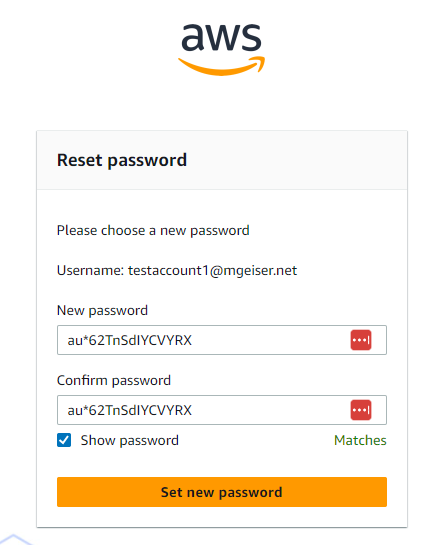 aws
Reset password
Please choose a new password
Username: testaccount1@mgeiser.net
New password
au*62TnSdIYCVYRX
Confirm password
au*62TnSdIYCVYRX
Show password Matches
Set new password